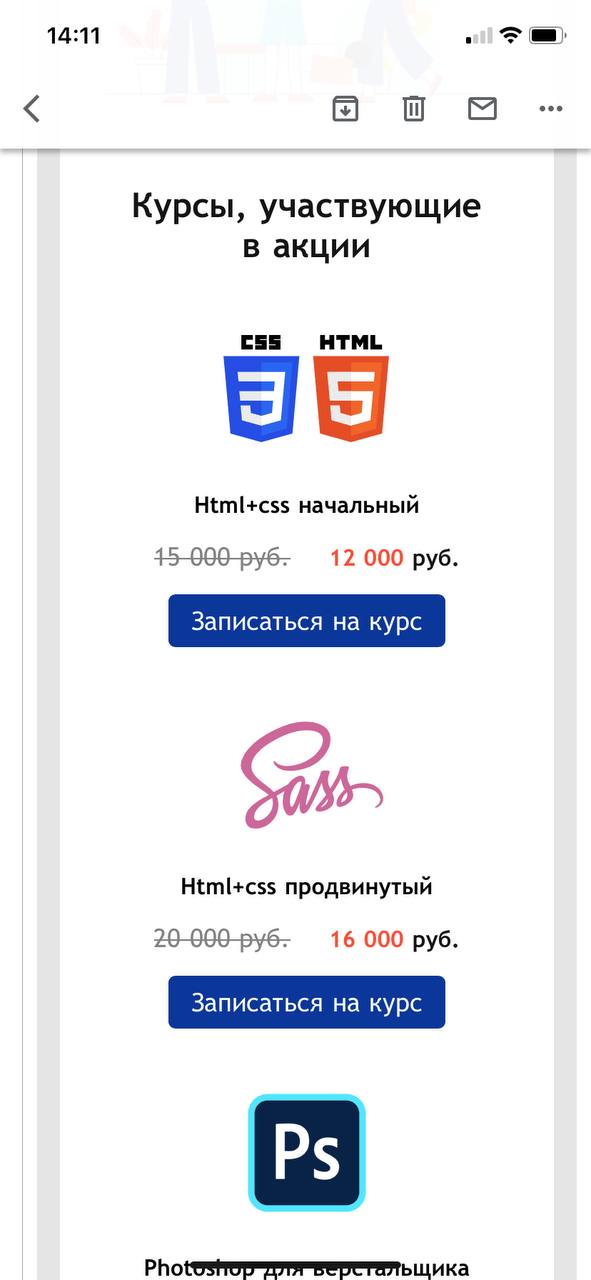 14:11
Курсы, участвующие
в акции
CSS HTML
3 5
Html+css начальный
15 000 руб. 12 000 руб.
Записаться на курс
Sass
Html+css продвинутый
20 000 руб. 16 000 руб.
Записаться на курс
Ps
Photoshop для верстальщика